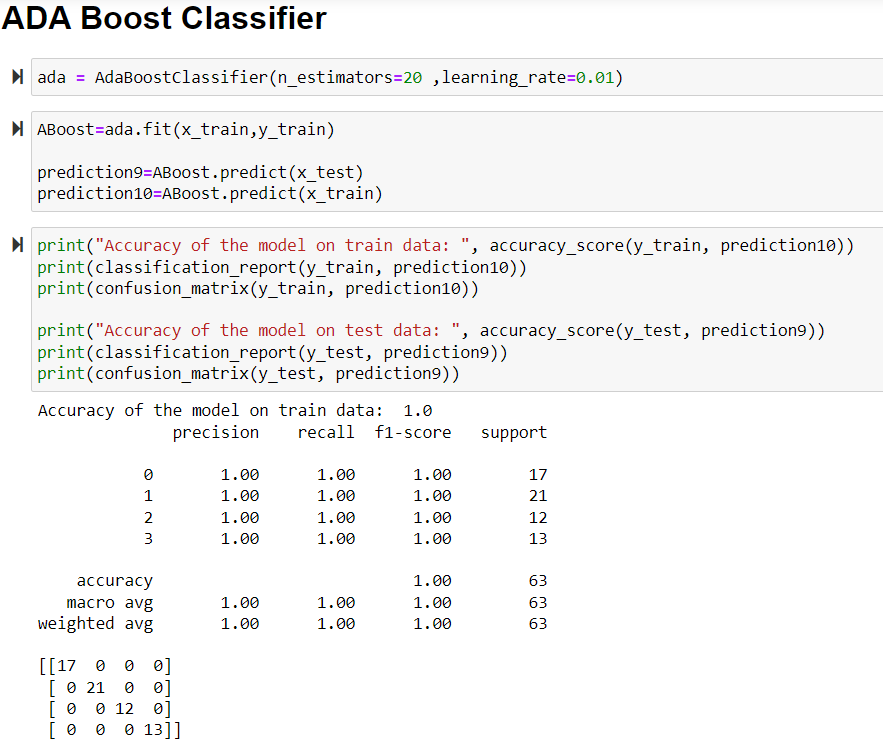 ADA Boost Classifier
ada = AdaBoostClassifier(n_estimators=20 ,learning_rate=0.01)
ABoost=ada.fit(x_train,y_train)
prediction9=ABoost.predict(x_test)
prediction10=ABoost.predict(x_train)
print("Accuracy of the model on train data: ", accuracy_score(y_train, prediction10))
print(classification_report(y_train, prediction10))
print(confusion_matrix(y_train, prediction10))
print("Accuracy of the model on test data: ", accuracy_score(y_test, prediction9))
print(classification_report(y_test, prediction9))
print(confusion_matrix(y_test, prediction9))
Accuracy of the model on train data:  1.0
              precision    recall  f1-score   support
           0       1.00      1.00      1.00        17
           1       1.00      1.00      1.00        21
           2       1.00      1.00      1.00        12
           3       1.00      1.00      1.00        13
    accuracy                           1.00        63
   macro avg       1.00      1.00      1.00        63
weighted avg       1.00      1.00      1.00        63
[[17  0  0  0]
 [ 0 21  0  0]
 [ 0  0 12  0]
 [ 0  0  0 13]]